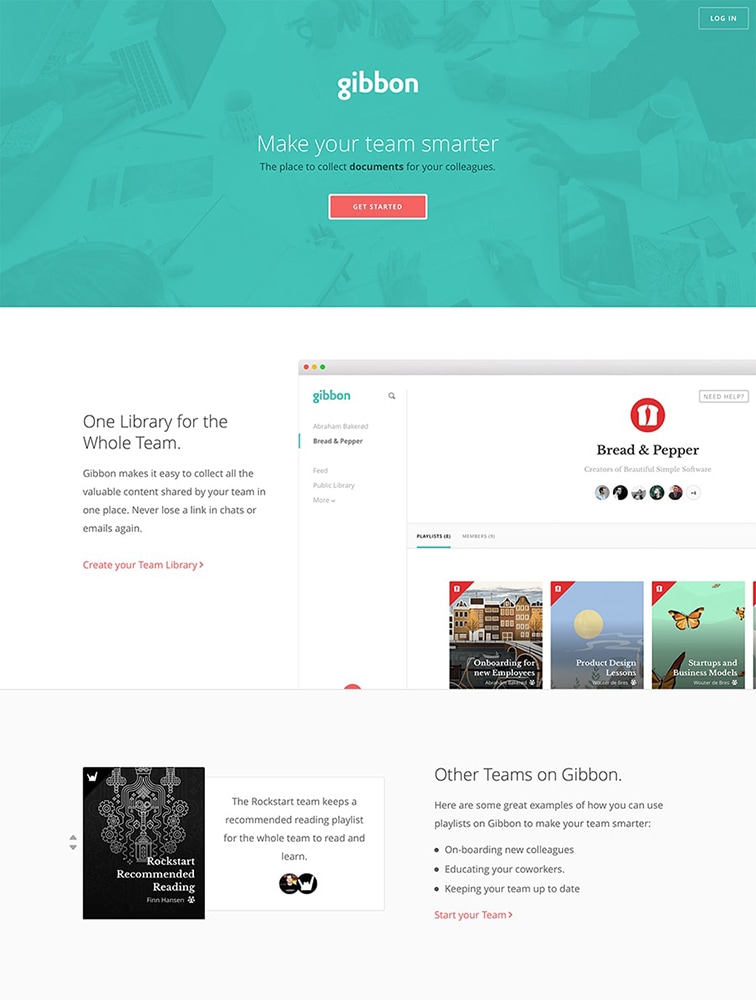 LOG IN
gibbon
Make your team smarter
The place to collect documents for your colleagues.
GET STARTED
One Library for the
Whole Team.
Gibbon makes it easy to collect all the
valuable content shared by your team in
one place. Never lose a link in chats or
emails again.
Create your Team Library
gibbon
NEED HELP?
Abraham Bakerød
Bread & Pepper
Feed
Public Library
More
Bread & Pepper
Creators of Beautiful Simple Software
+4
PLAYLISTS (8)
MEMBERS (9)
Onboarding for
new Employees
Abraham Bakerød
Product Design
Lessons
Wouter de Bres
Startups and
Business Models
Wouter de Bres
Rockstart
Recommended
Reading
Finn Hansen
The Rockstart team keeps a
recommended reading playlist
for the whole team to read and
learn.
Other Teams on Gibbon.
Here are some great examples of how you can use
playlists on Gibbon to make your team smarter:
On-boarding new colleagues
Educating your coworkers.
Keeping your team up to date
Start your Team